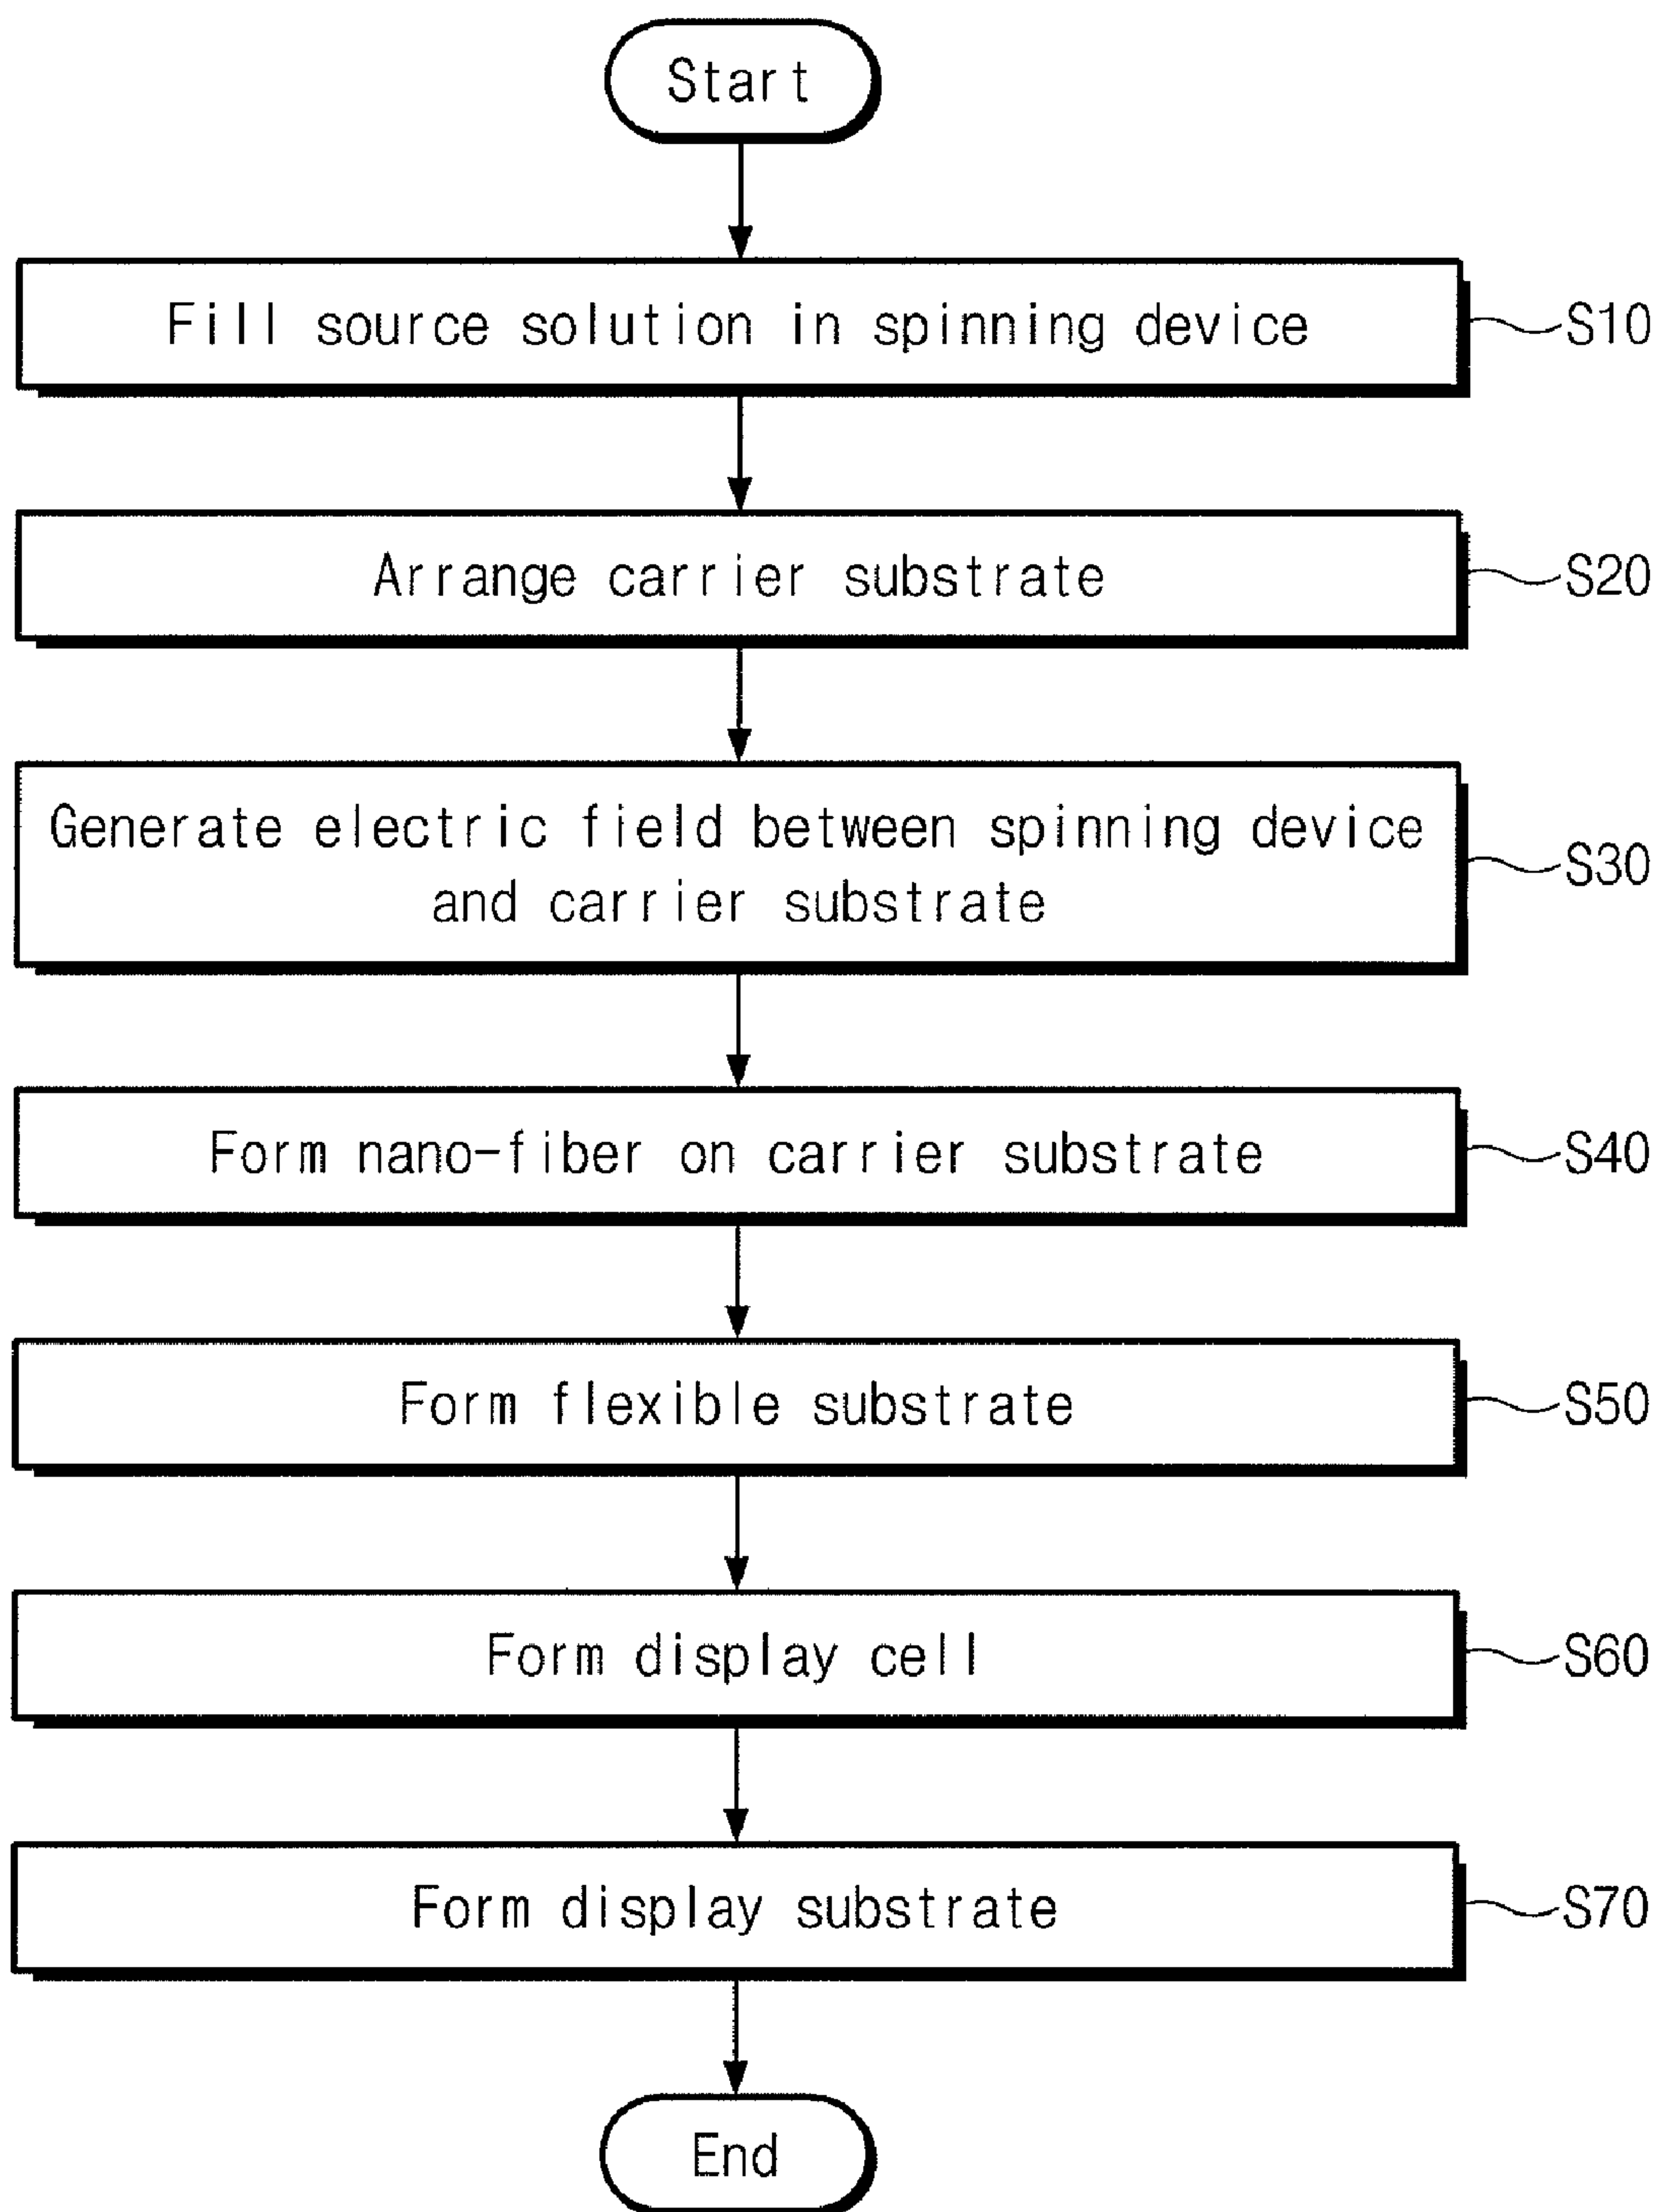 Start
Fill source solution in spinning device
S10
Arrange carrier substrate
S20
Generate electric field between spinning device
and carrier substrate
S30
Form nano-fiber on carrier substrate
S40
Form flexible substrate
S50
Form display cell
S60
Form display substrate
S70
End